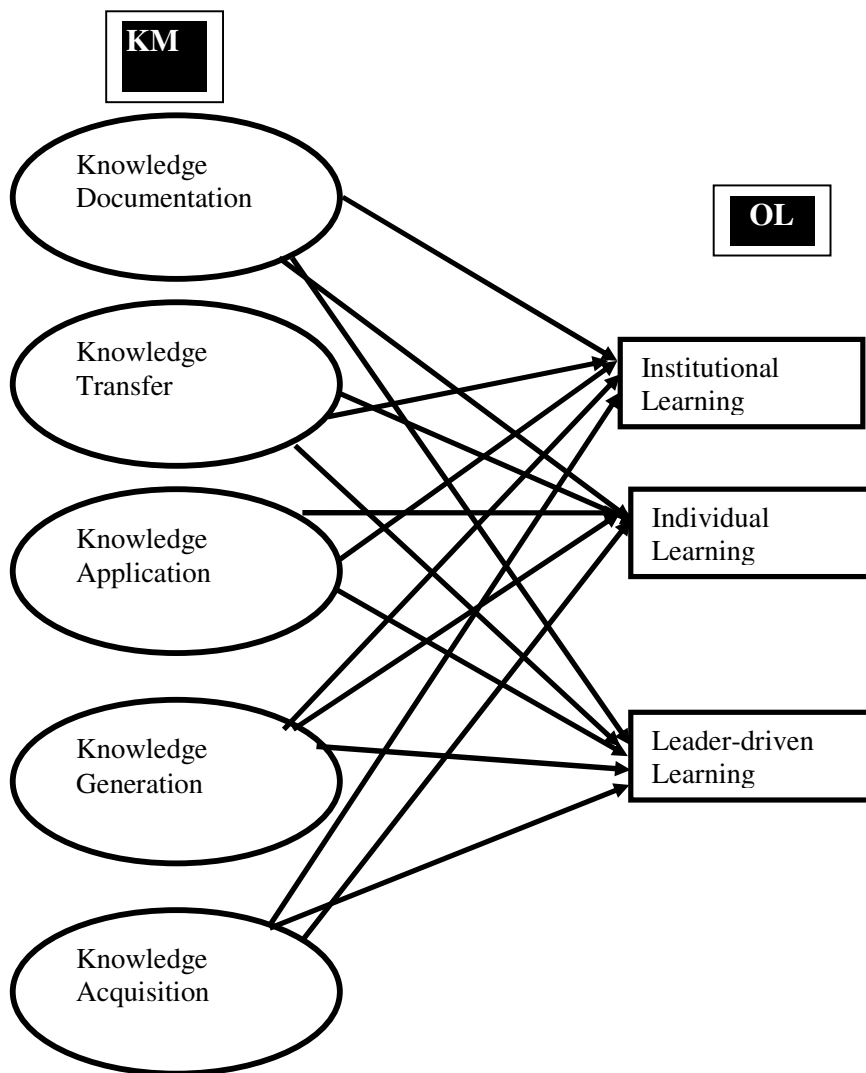 KM
Knowledge
Documentation
OL
Knowledge
Transfer
Institutional
Learning
Knowledge
Application
Individual
Learning
Knowledge
Generation
Leader-driven
Learning
Knowledge
Acquisition